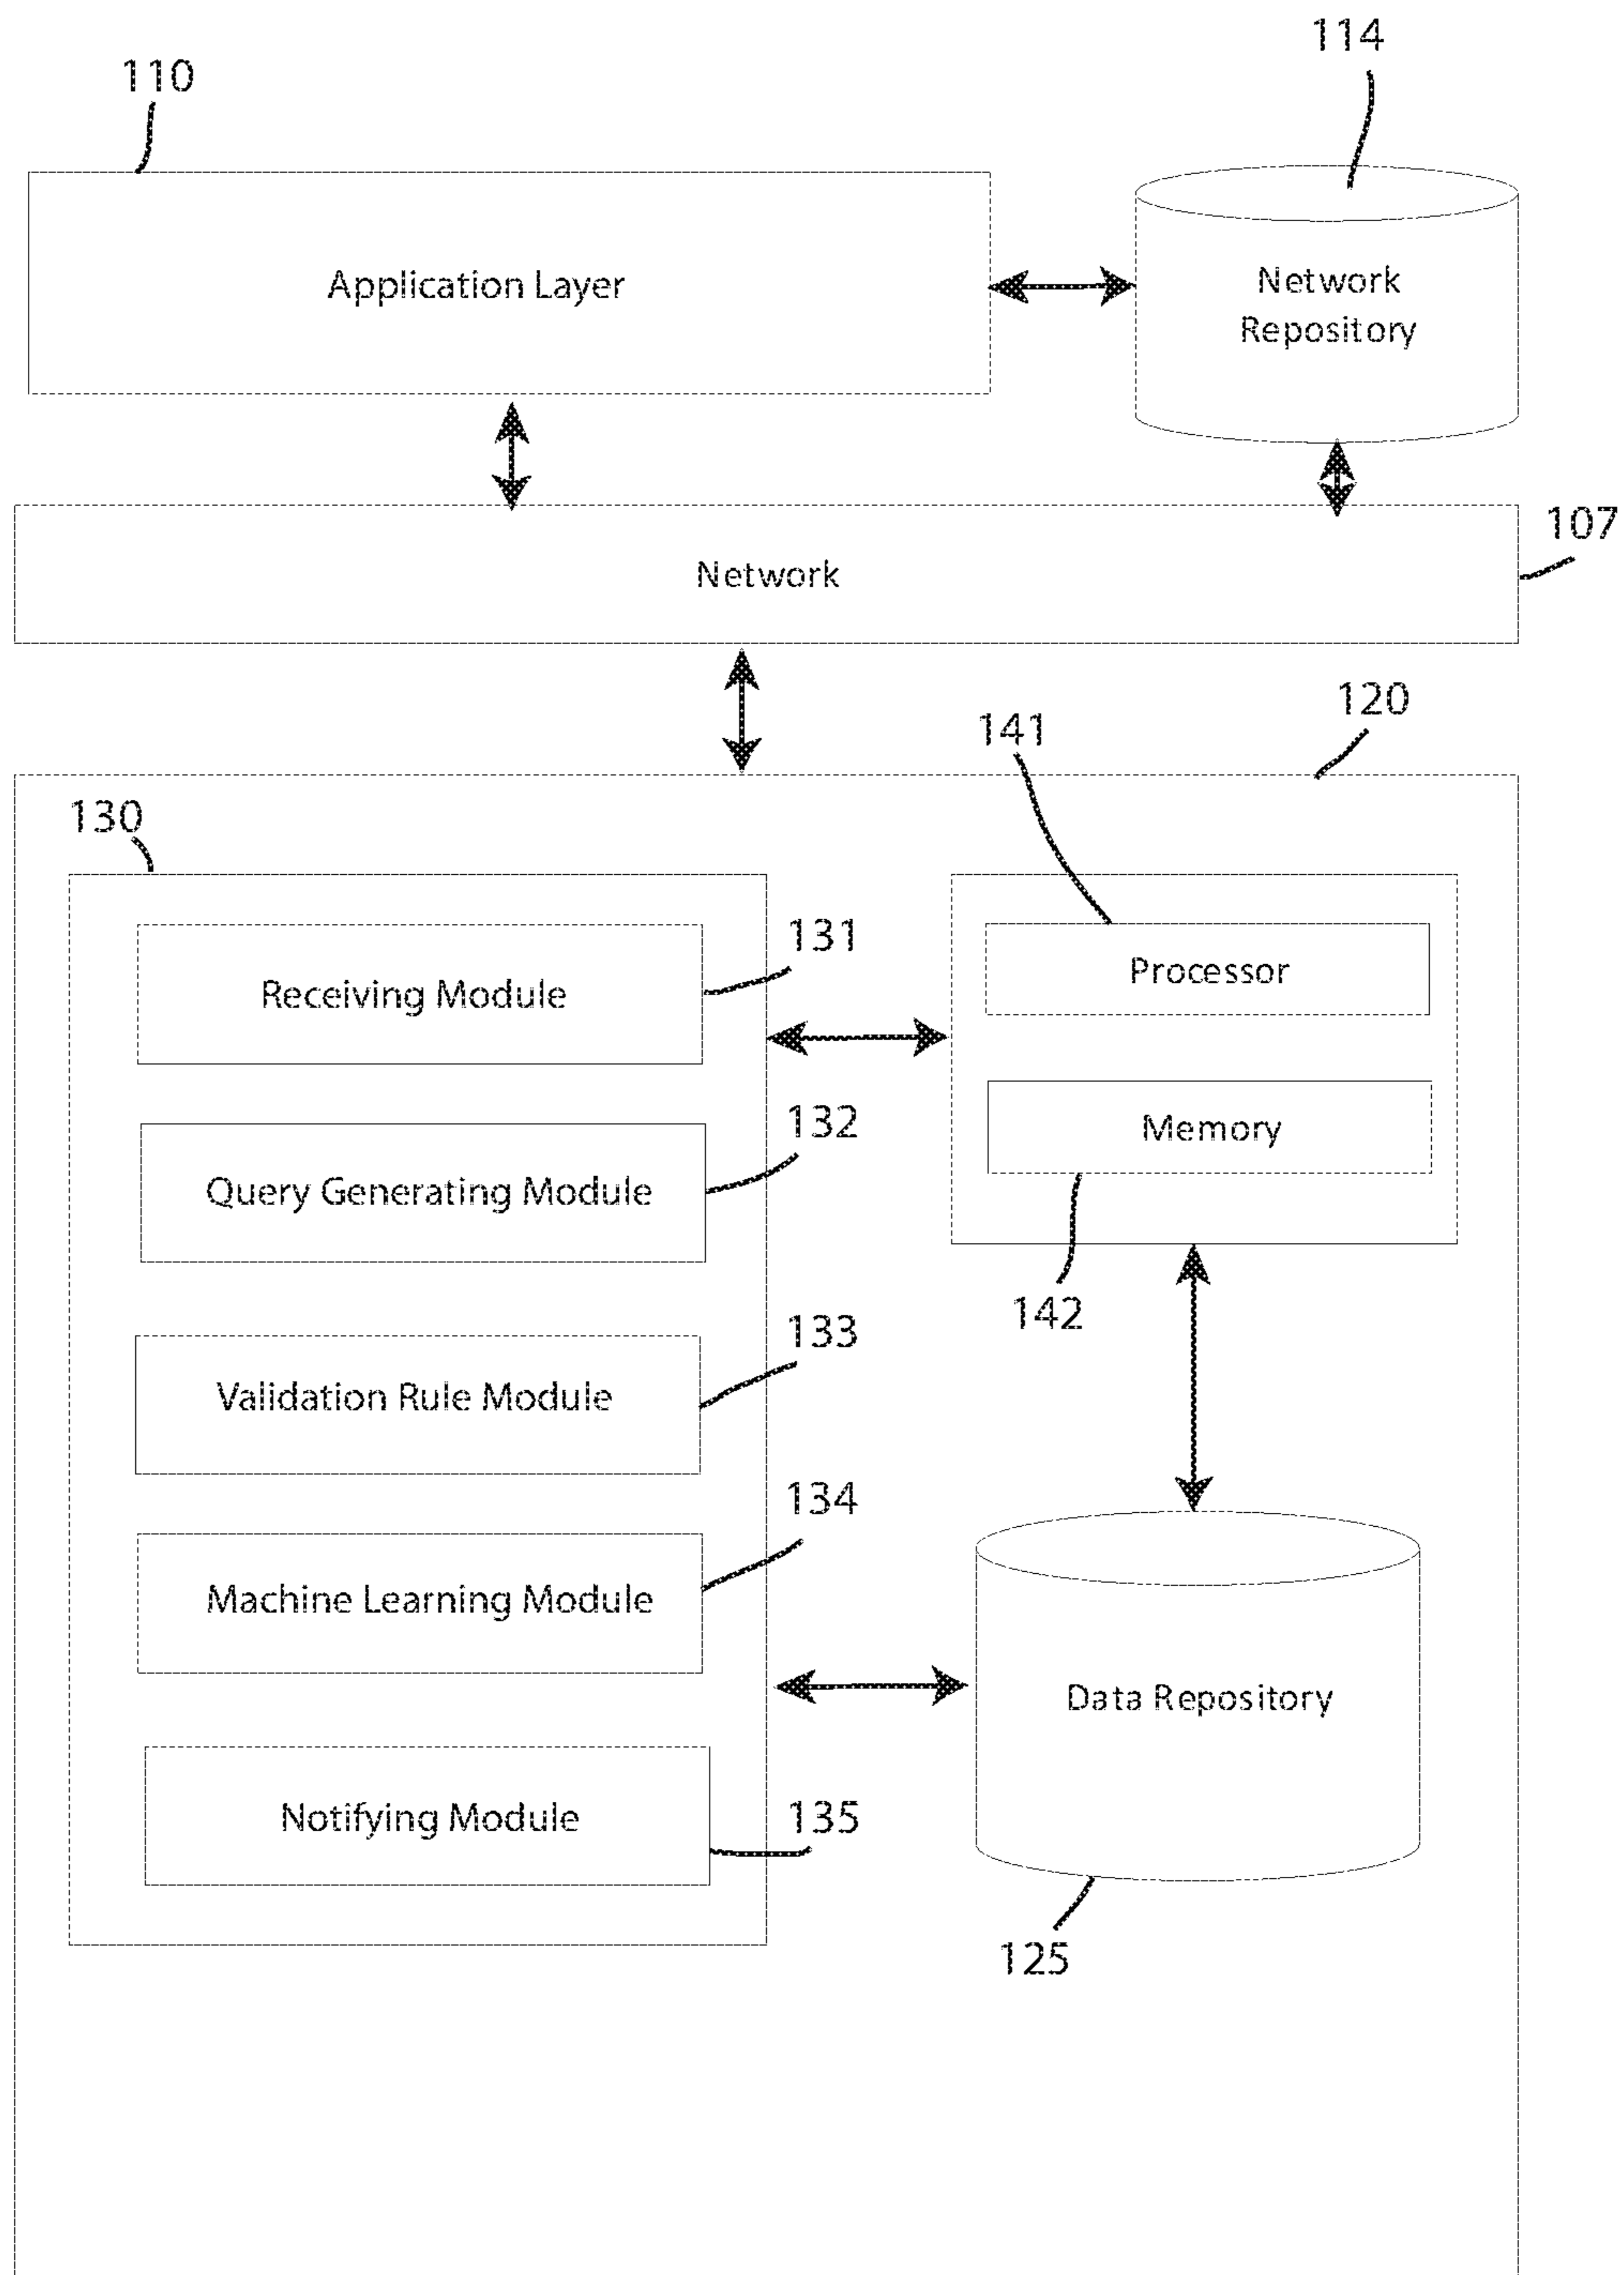 114
110
Application Layer
Network
Repository
107
Network
120
141
130
131
Processor
Receiving Module
132
Memory
Query Generating Module
142
133
Validation Rule Module
134
Machine Learning Module
Data Repository
135
Notifying Module
125